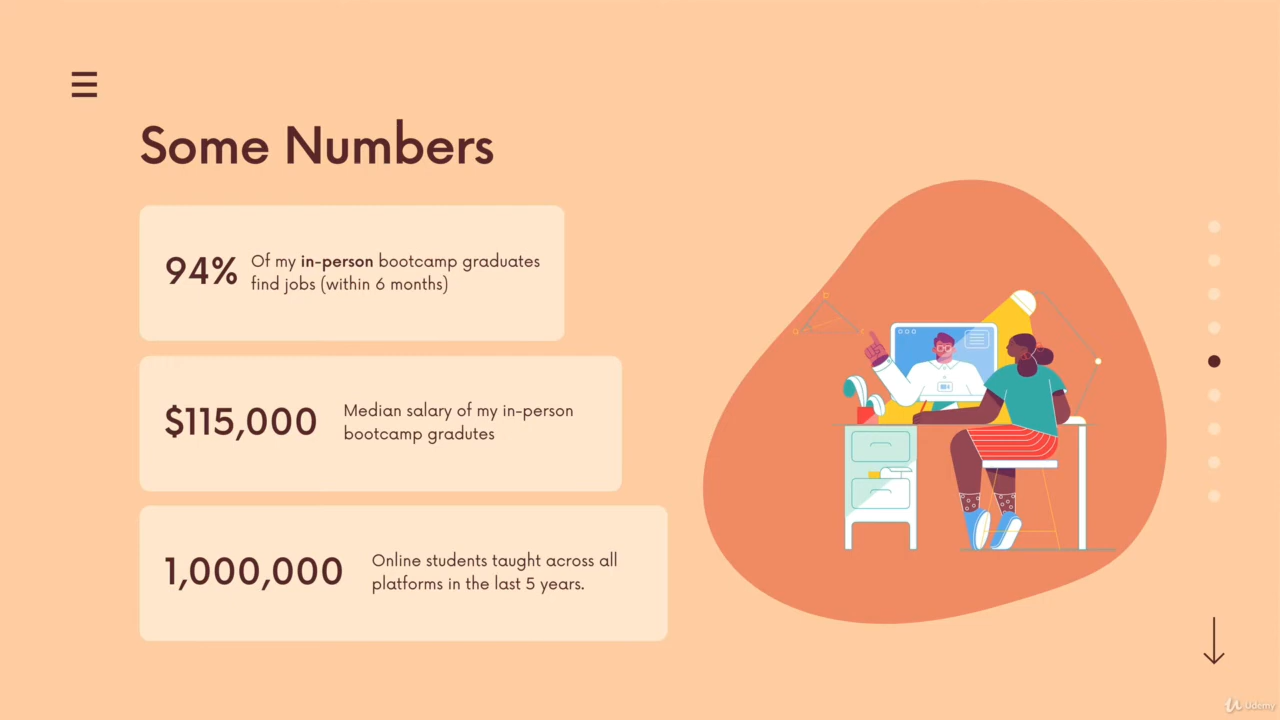 Some Numbers
94%
Of my in-person bootcamp graduates
find jobs (within 6 months)
$115,000
Median salary of my in-person
bootcamp gradutes
1,000,000
Online students taught across all
platforms in the last 5 years.
Udemy